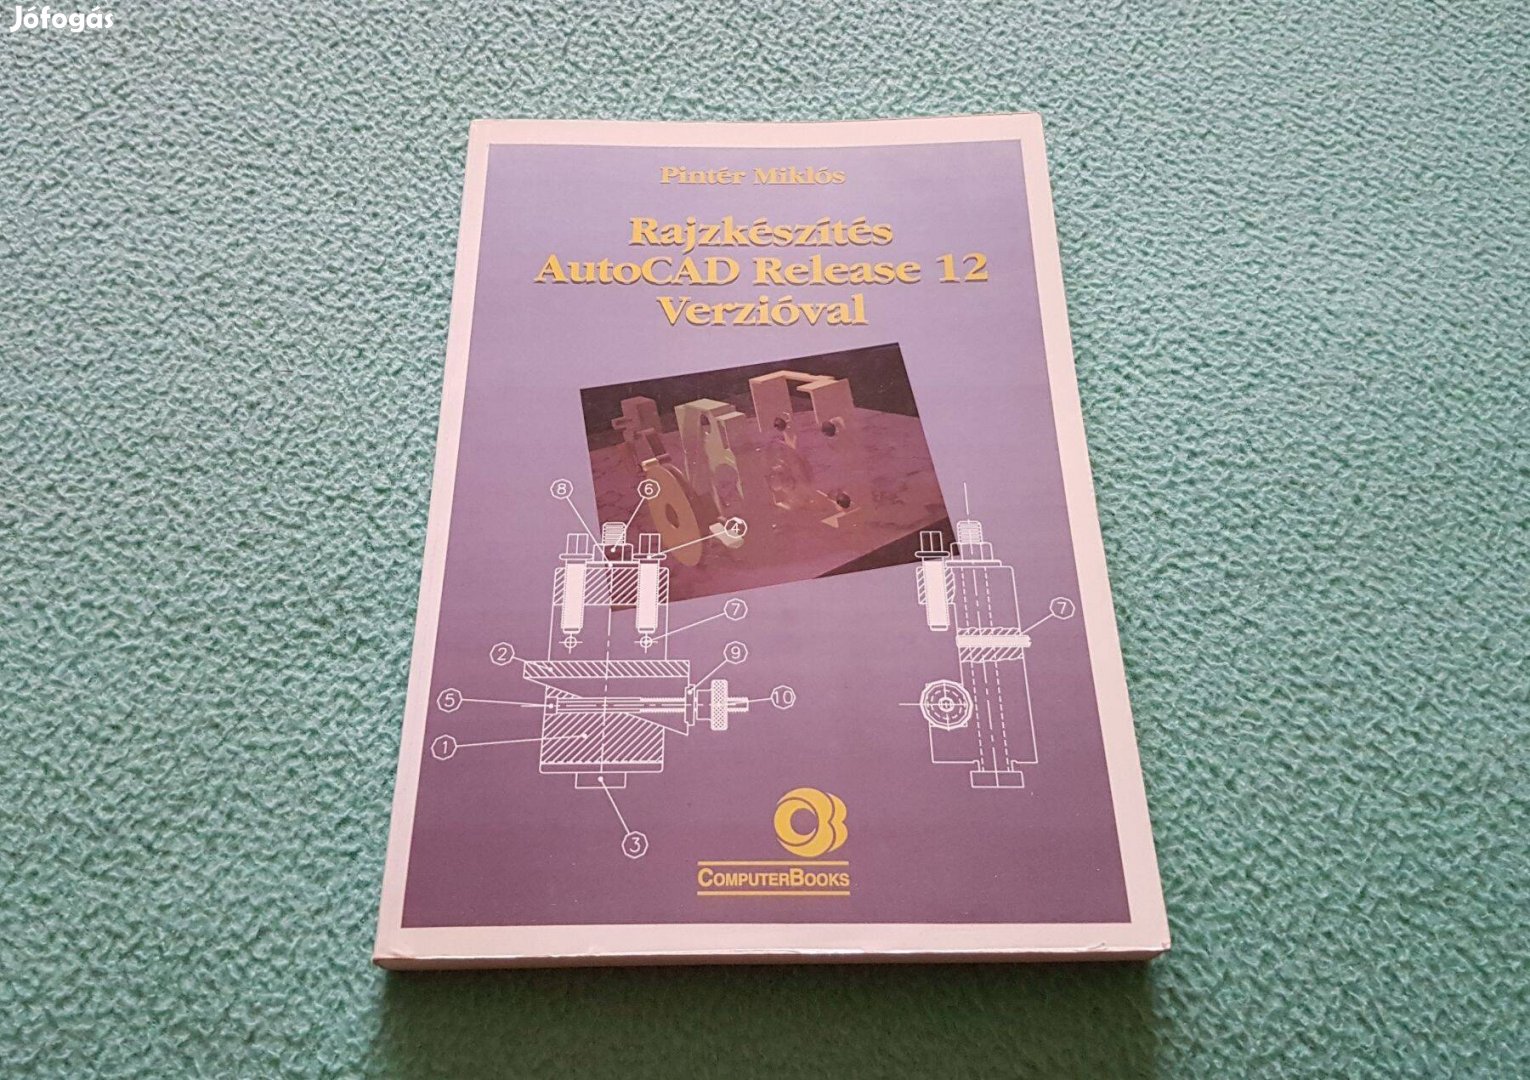 Jófogás
Pintér Miklós
Rajzkészítés
AutoCAD Release 12
Verzióval
8
6
4
7
7
2
9
5
10
1
3
CB
COMPUTERBOOKS